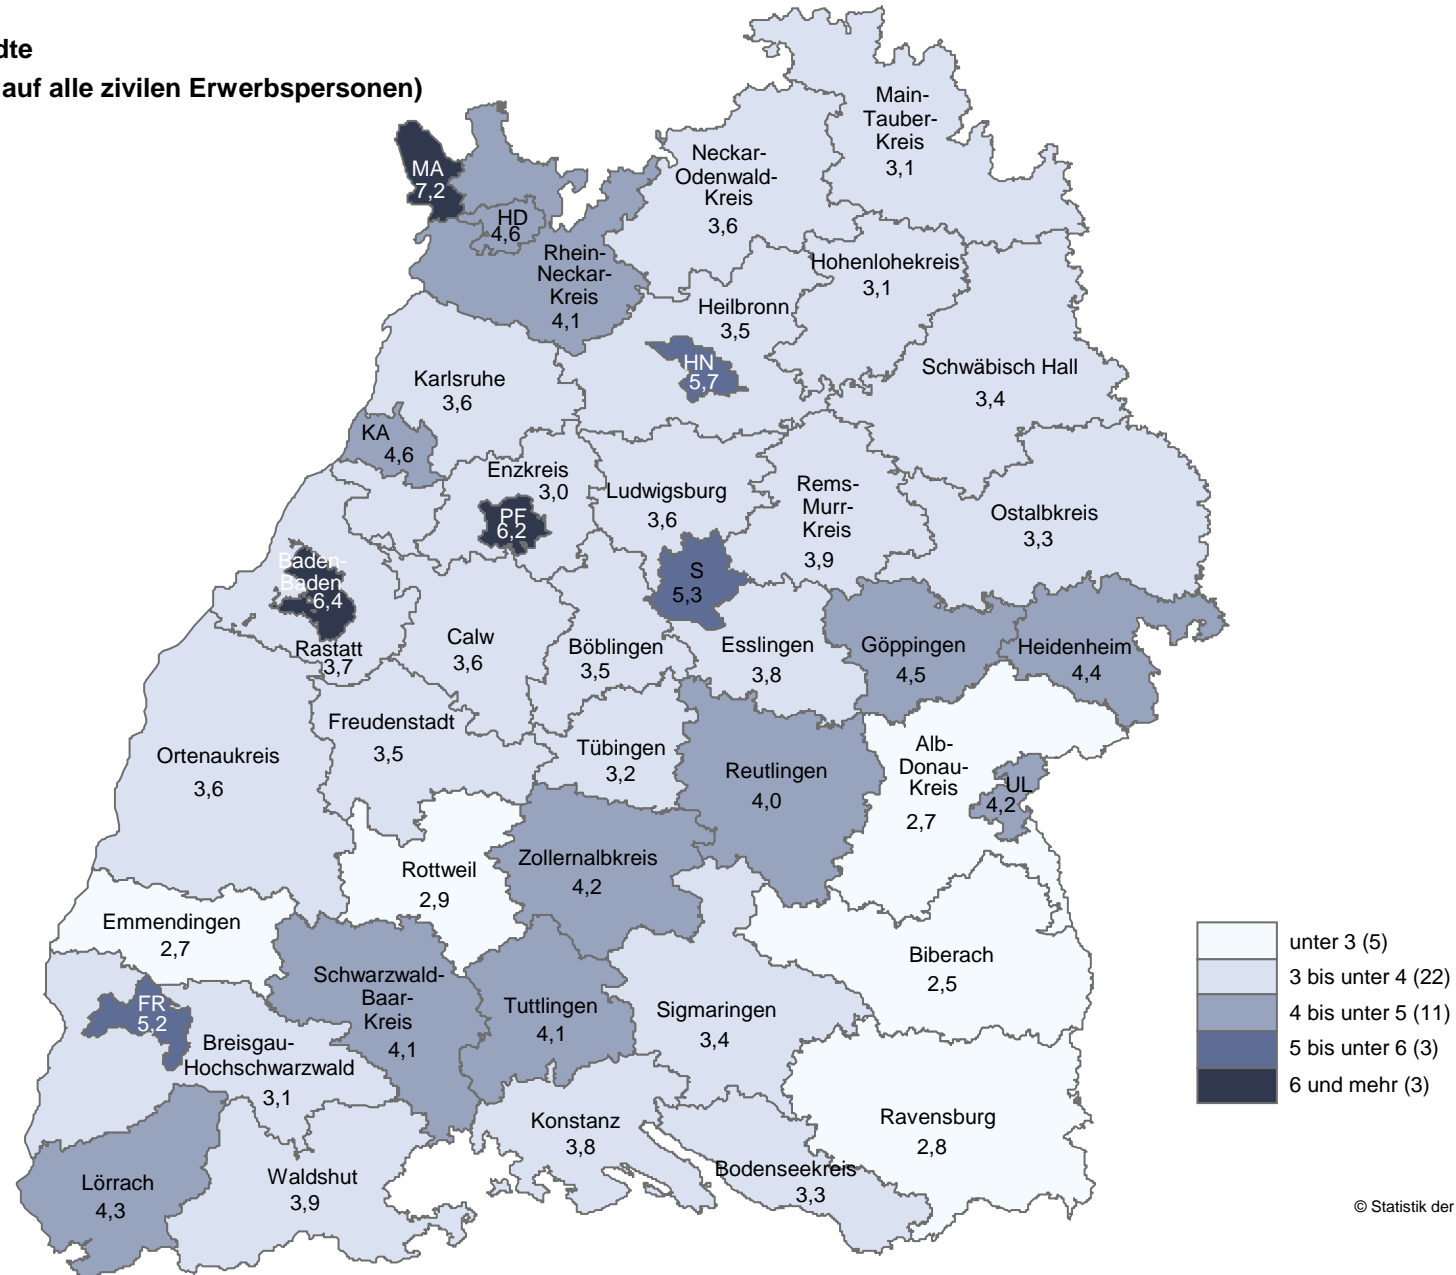 dte
auf alle zivilen Erwerbspersonen)
Main-
Tauber-
Kreis
3,1
MA
7,2
Neckar-
Odenwald-
Kreis
3,6
HD
4,6
Rhein-
Neckar-
Kreis
4,1
Hohenlohekreis
3,1
Heilbronn
3,5
HN
5,7
Schwäbisch Hall
3,4
Karlsruhe
3,6
KA
4,6
Enzkreis
3,0
PF
6,2
Ludwigsburg
3,6
Rems-
Murr-
Kreis
3,9
Ostalbkreis
3,3
Baden-
Baden
6,4
S
5,3
Rastatt
3,7
Calw
3,6
Böblingen
3,5
Esslingen
3,8
Göppingen
4,5
Heidenheim
4,4
Freudenstadt
3,5
Ortenaukreis
3,6
Tübingen
3,2
Reutlingen
4,0
Alb-
Donau-
Kreis
2,7
UL
4,2
Rottweil
2,9
Zollernalbkreis
4,2
Emmendingen
2,7
Biberach
2,5
Schwarzwald-
Baar-
Kreis
4,1
Tuttlingen
4,1
Sigmaringen
3,4
FR
5,2
Breisgau-
Hochschwarzwald
3,1
Konstanz
3,8
Ravensburg
2,8
Bodenseekreis
3,3
Waldshut
3,9
Lörrach
4,3
unter 3 (5)
3 bis unter 4 (22)
4 bis unter 5 (11)
5 bis unter 6 (3)
6 und mehr (3)
© Statistik der